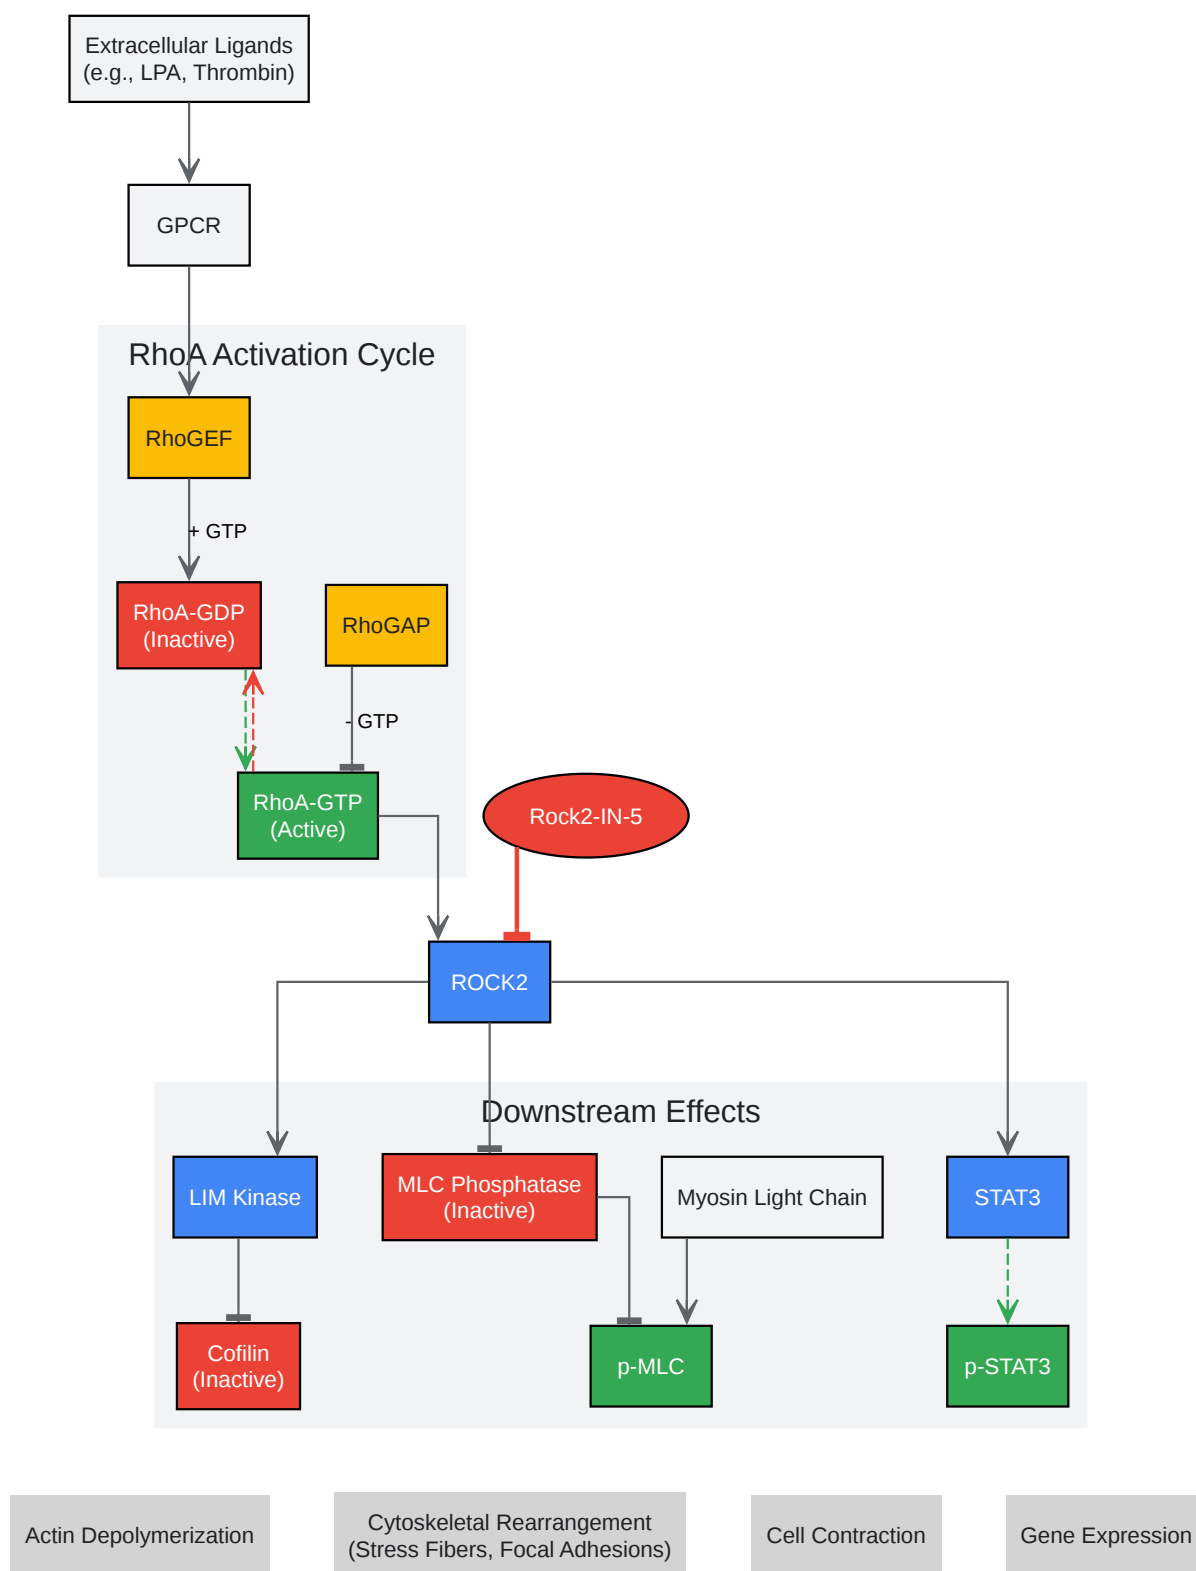 Extracellular Ligands
(e.g., LPA, Thrombin)
GPCR
RhoA Activation Cycle
RhoGEF
+ GTP
RhoA-GDP
(Inactive)
RhoGAP
- GTP
RhoA-GTP
(Active)
Rock2-IN-5
ROCK2
Downstream Effects
LIM Kinase
MLC Phosphatase
(Inactive)
Myosin Light Chain
STAT3
Cofilin
(Inactive)
p-MLC
p-STAT3
Actin Depolymerization
Cytoskeletal Rearrangement
(Stress Fibers, Focal Adhesions)
Cell Contraction
Gene Expression